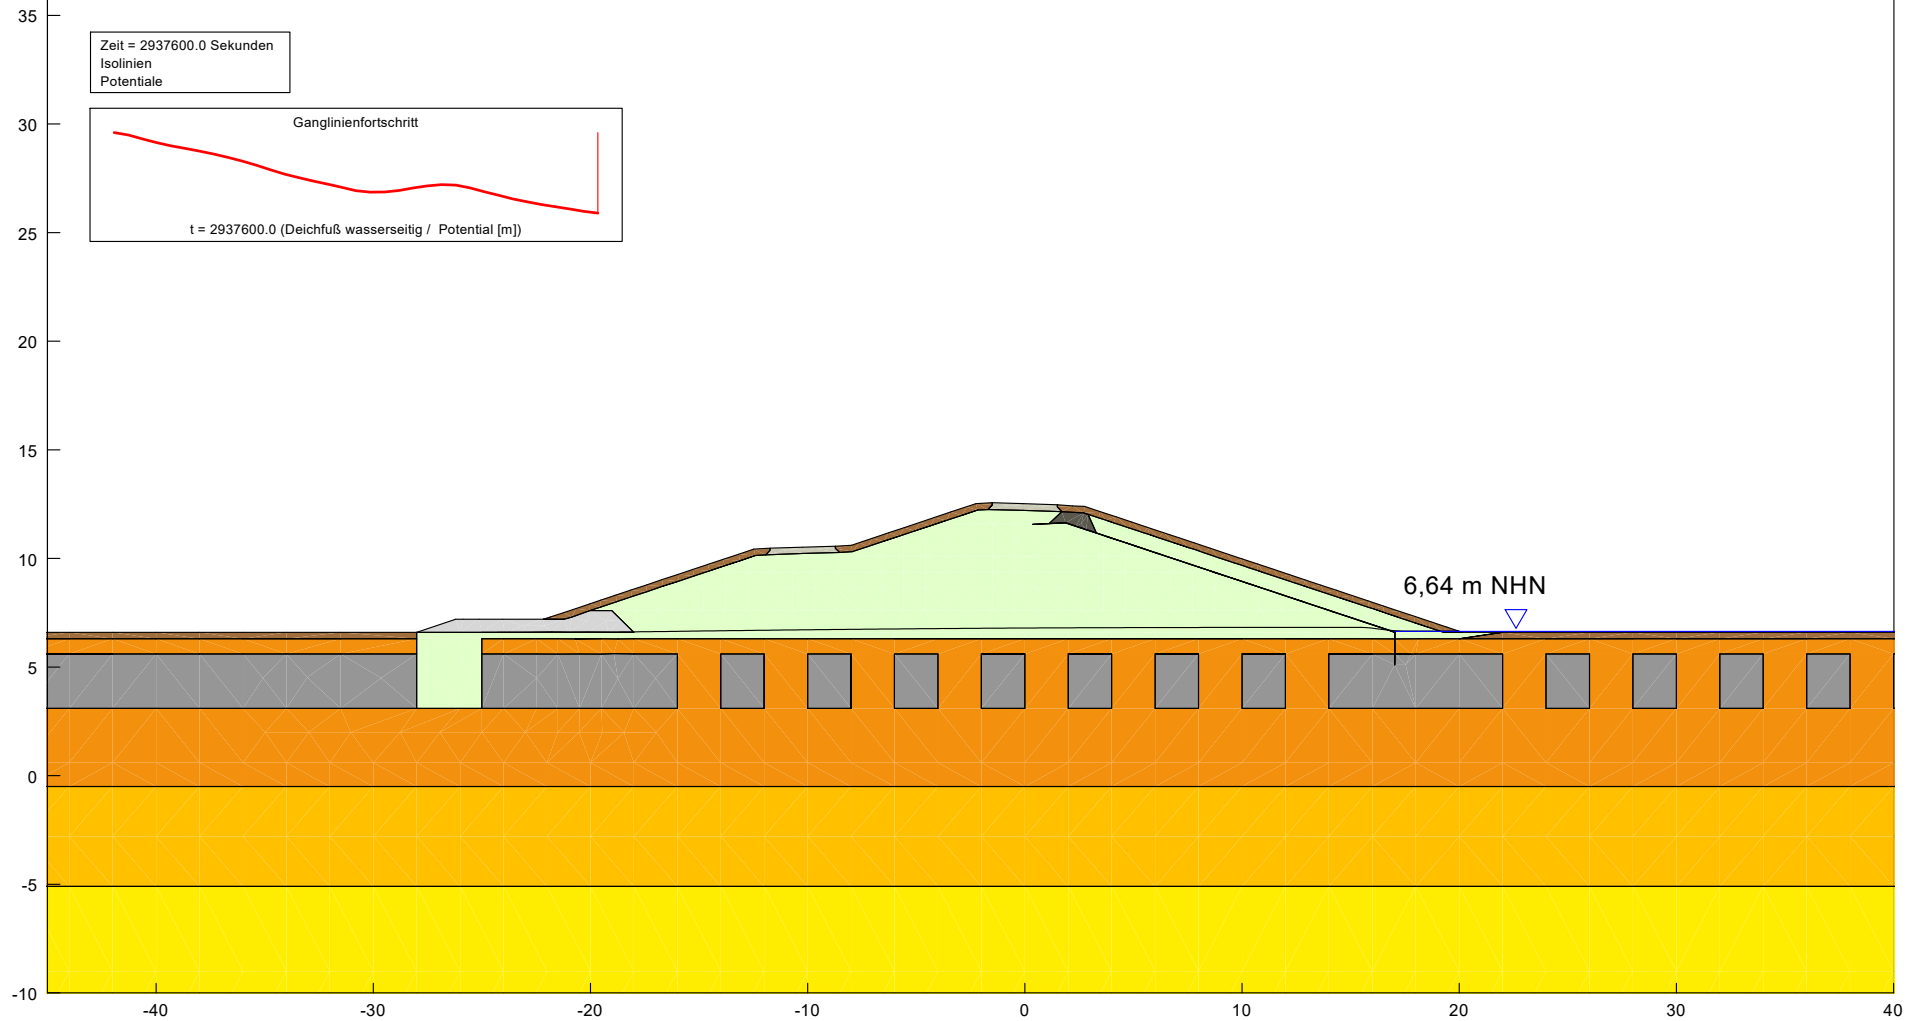 35
Zeit = 2937600.0 Sekunden
Isolinien
Potentiale
30
Ganglinienfortschritt
25
t = 2937600.0 (Deichfuß wasserseitig / Potential [m])
20
15
10
6,64 m NHN
5
0
-5
-10
-40 -30 -20 -10 0 10 20 30 40